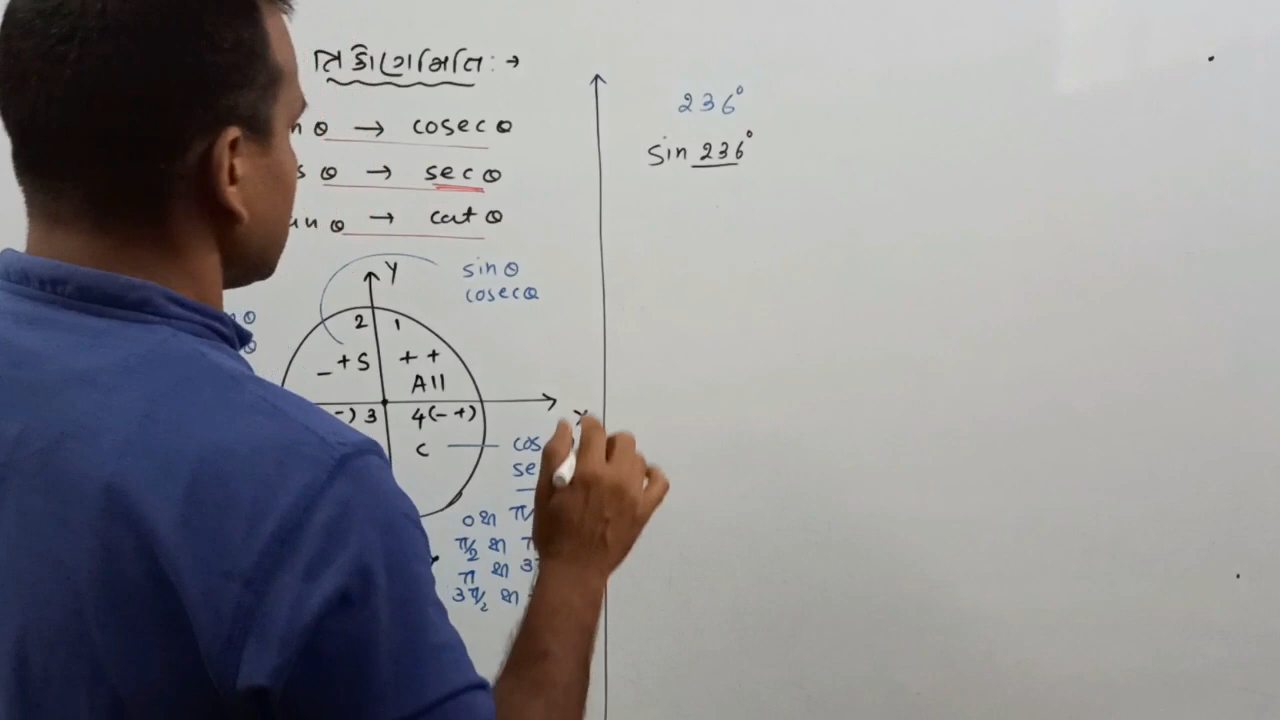 ત્રિકોણમિતિ : →
θ → cosec θ
θ → sec θ
θ → cot θ
Y
sin θ
cosec θ
2 1
- + S + +
All
3 4 (- +)
C
236°
sin 236°
0 થી
π/2 થી
π થી
3π/2 થી